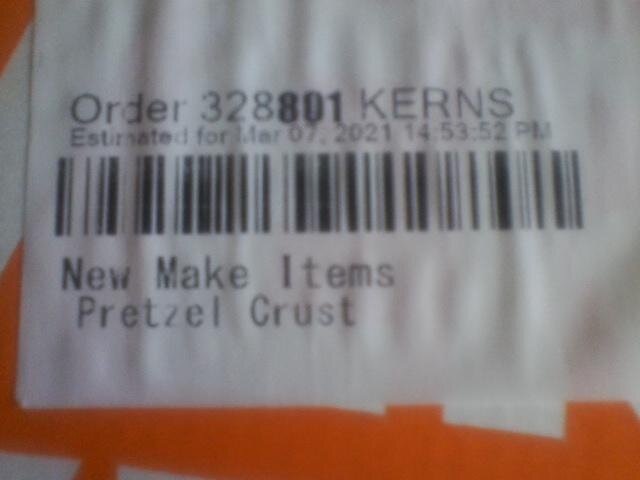 Order 328801 KERNS
Estimated for Mar 07, 2021 14:53:52 PM
New Make Items
Pretzel Crust